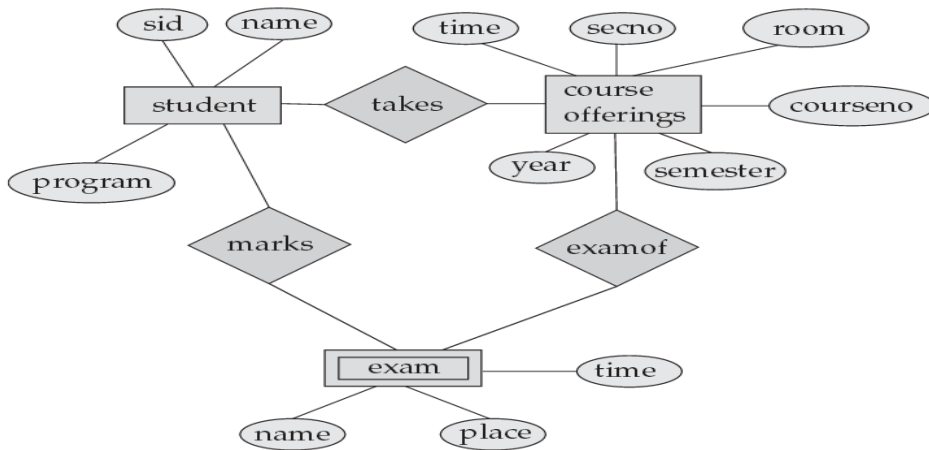 sid
name
time
secno
room
student
takes
course
offerings
courseno
program
year
semester
marks
examof
exam
time
name
place